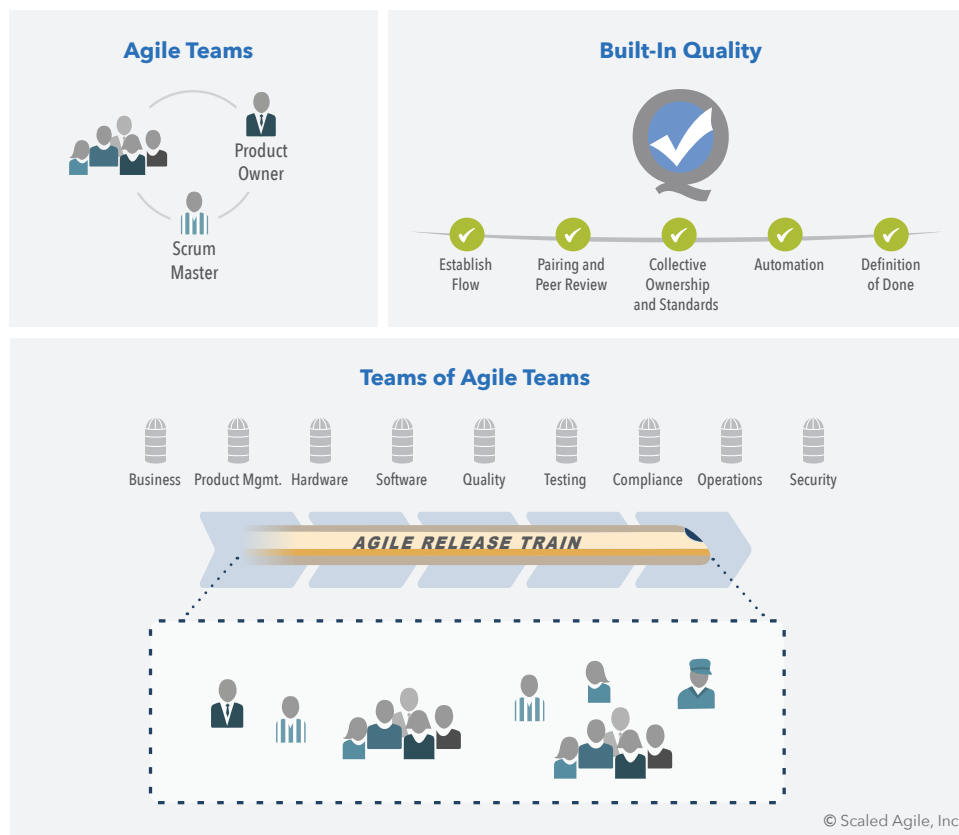 Agile Teams
Product
Owner
Scrum
Master
Built-In Quality
Establish
Flow
Pairing and
Peer Review
Collective
Ownership
and Standards
Automation
Definition
of Done
Teams of Agile Teams
Business
Product Mgmt.
Hardware
Software
Quality
Testing
Compliance
Operations
Security
AGILE RELEASE TRAIN
© Scaled Agile, Inc